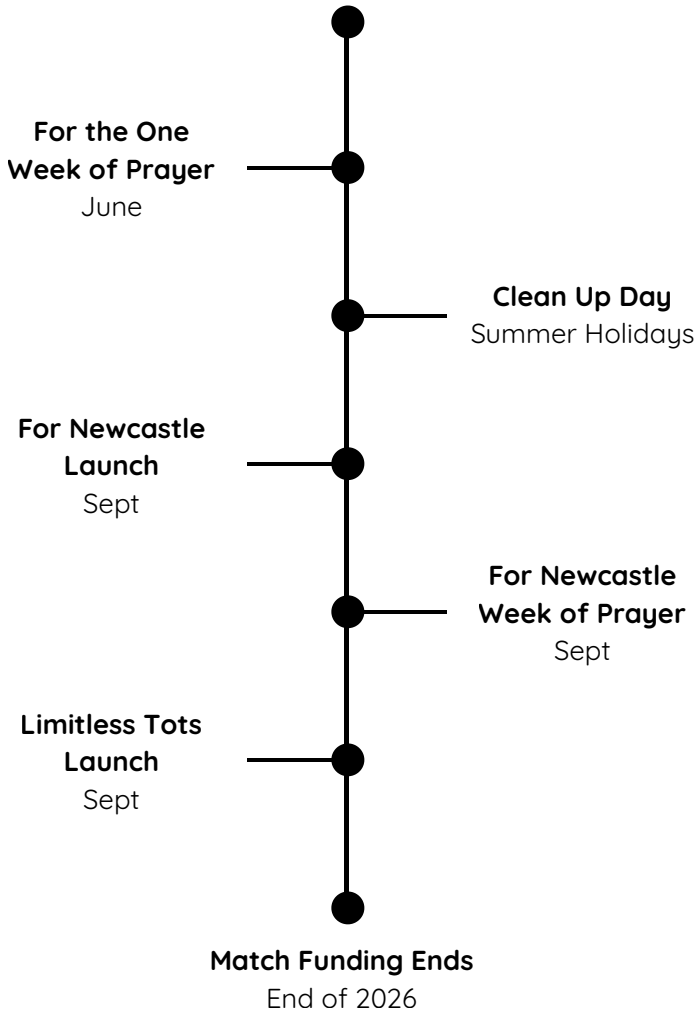 For the One
Week of Prayer
June
Clean Up Day
Summer Holidays
For Newcastle
Launch
Sept
For Newcastle
Week of Prayer
Sept
Limitless Tots
Launch
Sept
Match Funding Ends
End of 2026